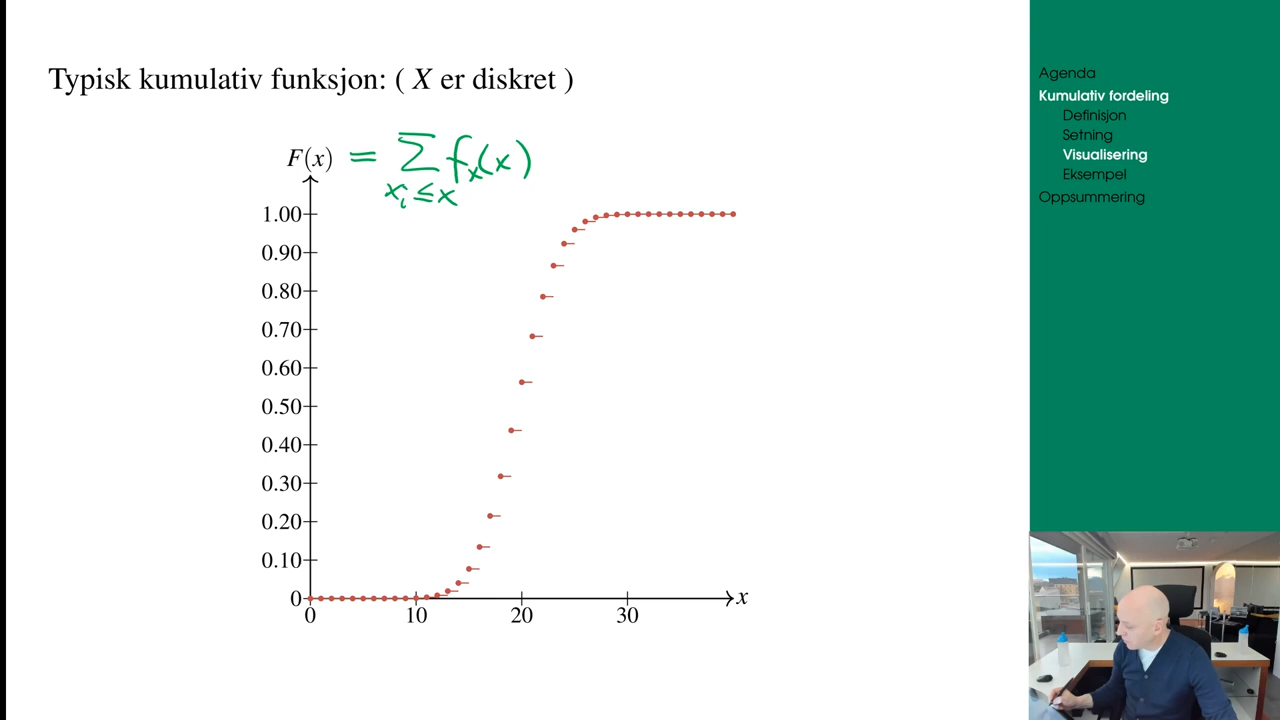 Typisk kumulativ funksjon: ( X er diskret )
F(x) = ∑ fₓ(x)
xᵢ ≤ x
1.00
0.90
0.80
0.70
0.60
0.50
0.40
0.30
0.20
0.10
0
0 10 20 30
x
Agenda
Kumulativ fordeling
Definisjon
Setning
Visualisering
Eksempel
Oppsummering